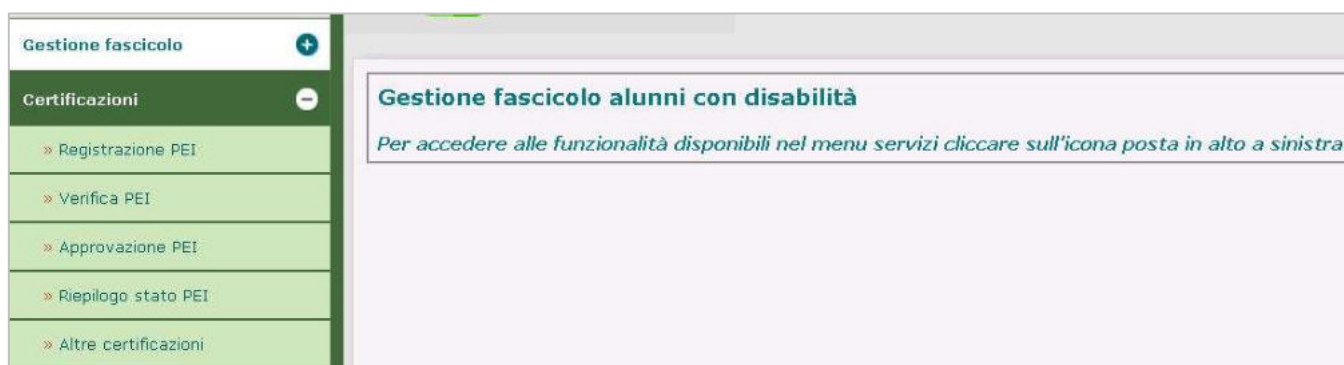 Gestione fascicolo
Certificazioni
» Registrazione PEI
» Verifica PEI
» Approvazione PEI
» Riepilogo stato PEI
» Altre certificazioni
Gestione fascicolo alunni con disabilità
Per accedere alle funzionalità disponibili nel menu servizi cliccare sull'icona posta in alto a sinistra